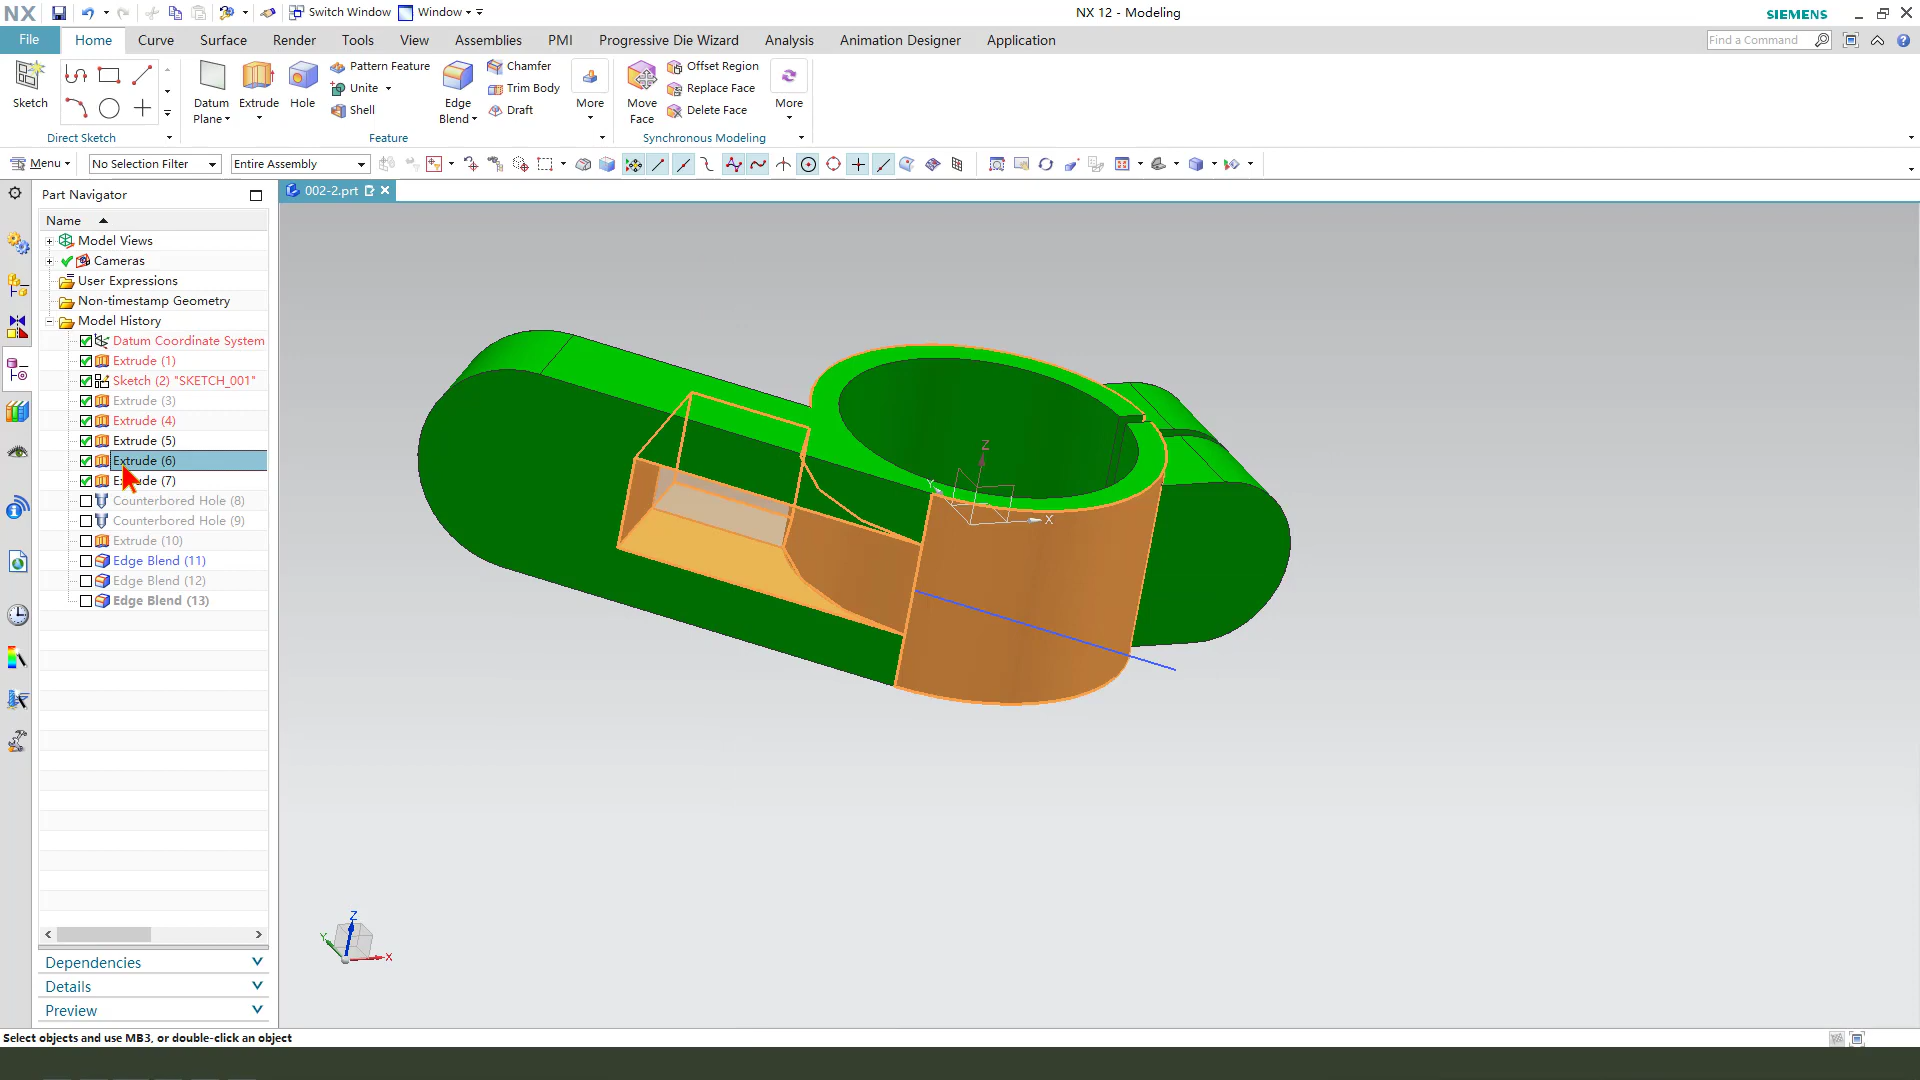 NX
Switch Window
Window
NX 12 - Modeling
SIEMENS
File
Home
Curve
Surface
Render
Tools
View
Assemblies
PMI
Progressive Die Wizard
Analysis
Animation Designer
Application
Find a Command
Sketch
Datum Plane
Extrude
Hole
Pattern Feature
Unite
Shell
Edge Blend
Chamfer
Trim Body
Draft
More
Move Face
Offset Region
Replace Face
Delete Face
More
Direct Sketch
Feature
Synchronous Modeling
Menu
No Selection Filter
Entire Assembly
Part Navigator
002-2.prt
Name
Model Views
Cameras
User Expressions
Non-timestamp Geometry
Model History
Datum Coordinate System
Extrude (1)
Sketch (2) "SKETCH_001"
Extrude (3)
Extrude (4)
Extrude (5)
Extrude (6)
Extrude (7)
Counterbored Hole (8)
Counterbored Hole (9)
Extrude (10)
Edge Blend (11)
Edge Blend (12)
Edge Blend (13)
Z
Y
X
Z
Y
X
Dependencies
Details
Preview
Select objects and use MB3, or double-click an object